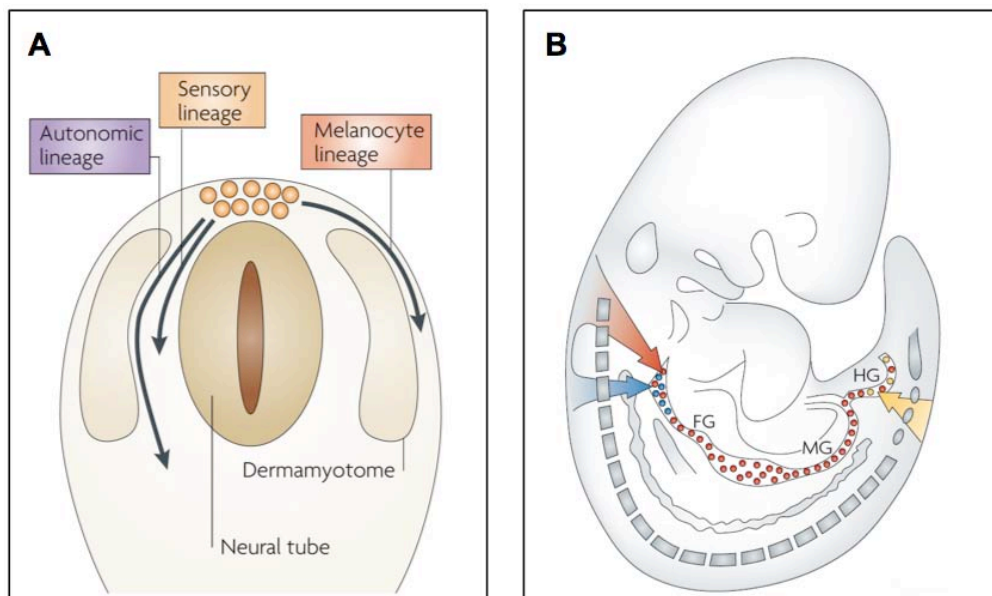 A
Sensory
lineage
Autonomic
lineage
Melanocyte
lineage
Dermamyotome
Neural tube
B
HG
FG
MG